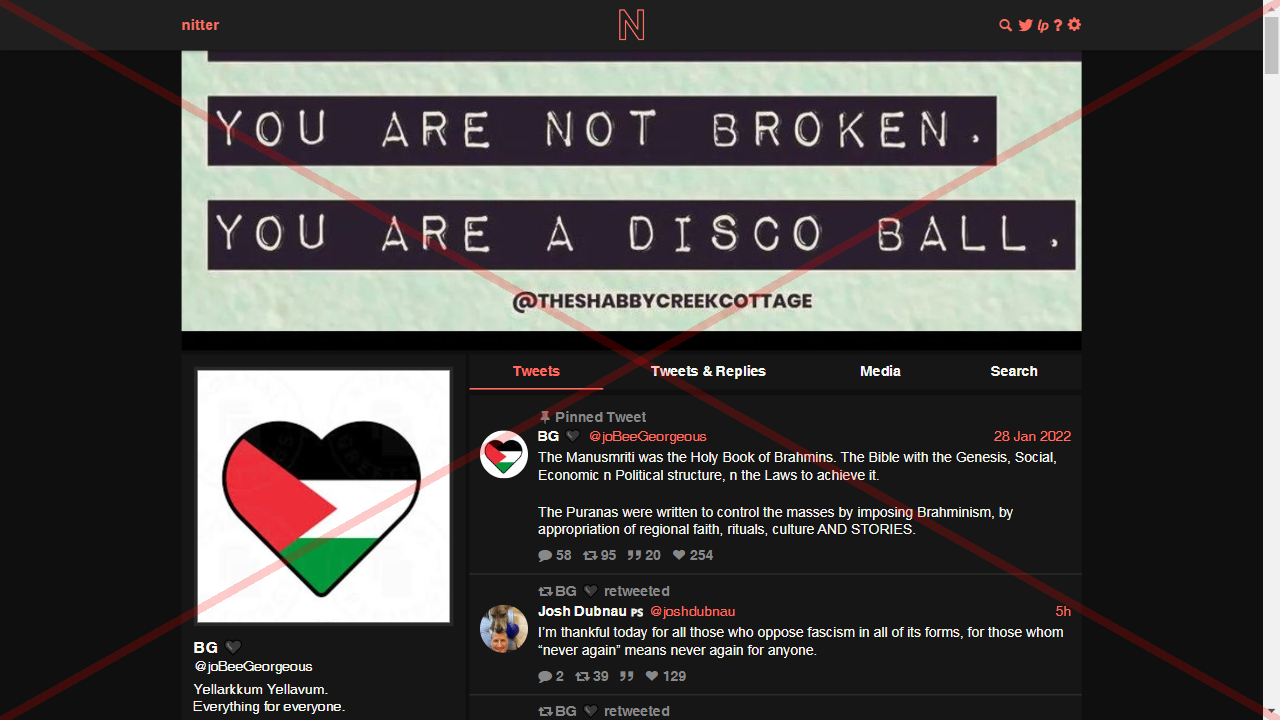 nitter
N
lp ?
YOU ARE NOT BROKEN.
YOU ARE A DISCO BALL.
@THESHABBYCREEKCOTTAGE
Tweets Tweets & Replies Media Search
Pinned Tweet
BG 🖤 @joBeeGeorgeous 28 Jan 2022
The Manusmriti was the Holy Book of Brahmins. The Bible with the Genesis, Social,
Economic n Political structure, n the Laws to achieve it.
The Puranas were written to control the masses by imposing Brahminism, by
appropriation of regional faith, rituals, culture AND STORIES.
58 95 20 254
BG 🖤 retweeted
Josh Dubnau 🇵🇸 @joshdubnau 5h
I'm thankful today for all those who oppose fascism in all of its forms, for those whom
“never again” means never again for anyone.
2 39 129
BG 🖤 retweeted
BG 🖤
@joBeeGeorgeous
Yellarkkum Yellavum.
Everything for everyone.